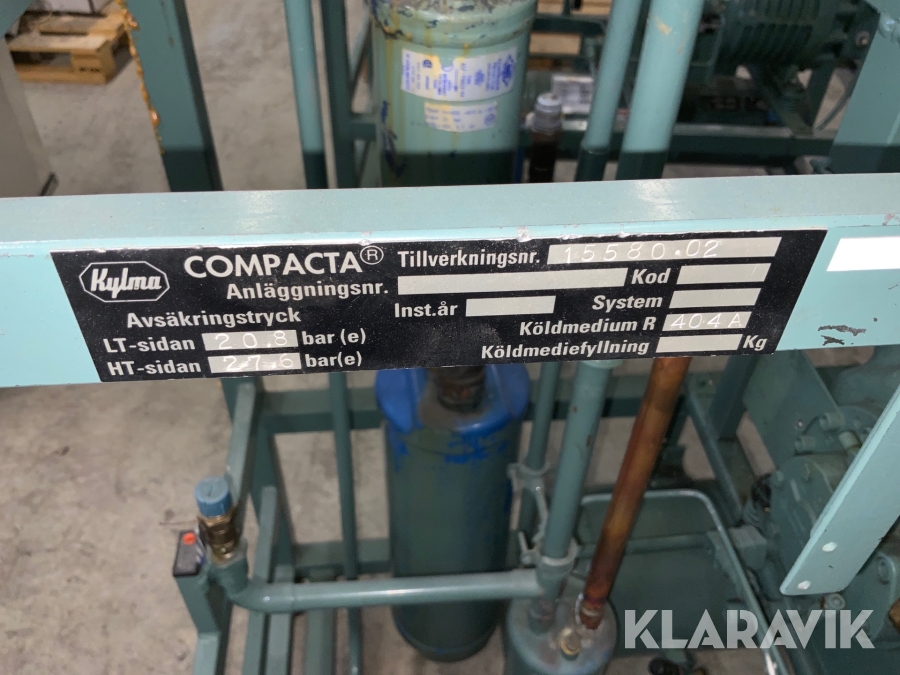 Kylma COMPACTA® Tillverkningsnr. 15580.02
Anläggningsnr. Kod
Avsäkringstryck Inst.år System
LT-sidan 20.8 bar (e) Köldmedium R 404A
HT-sidan 27.6 bar(e) Köldmediefyllning Kg
KLARAVIK